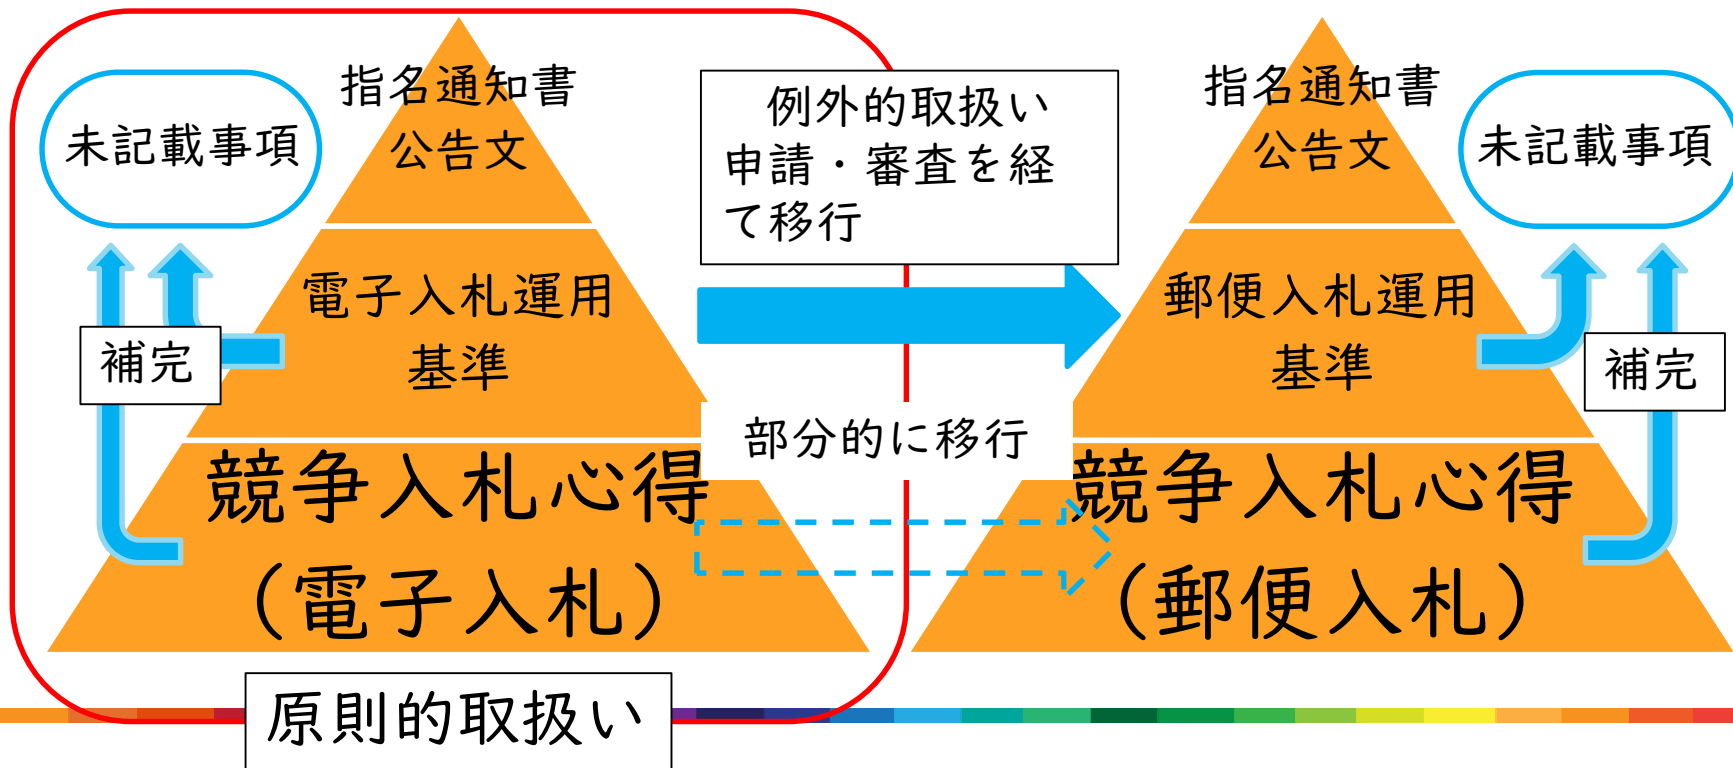 指名通知書
公告文
未記載事項
電子入札運用
基準
補完
競争入札心得
（電子入札）
原則的取扱い
例外的取扱い
申請・審査を経
て移行
部分的に移行
指名通知書
公告文
未記載事項
郵便入札運用
基準
補完
競争入札心得
（郵便入札）